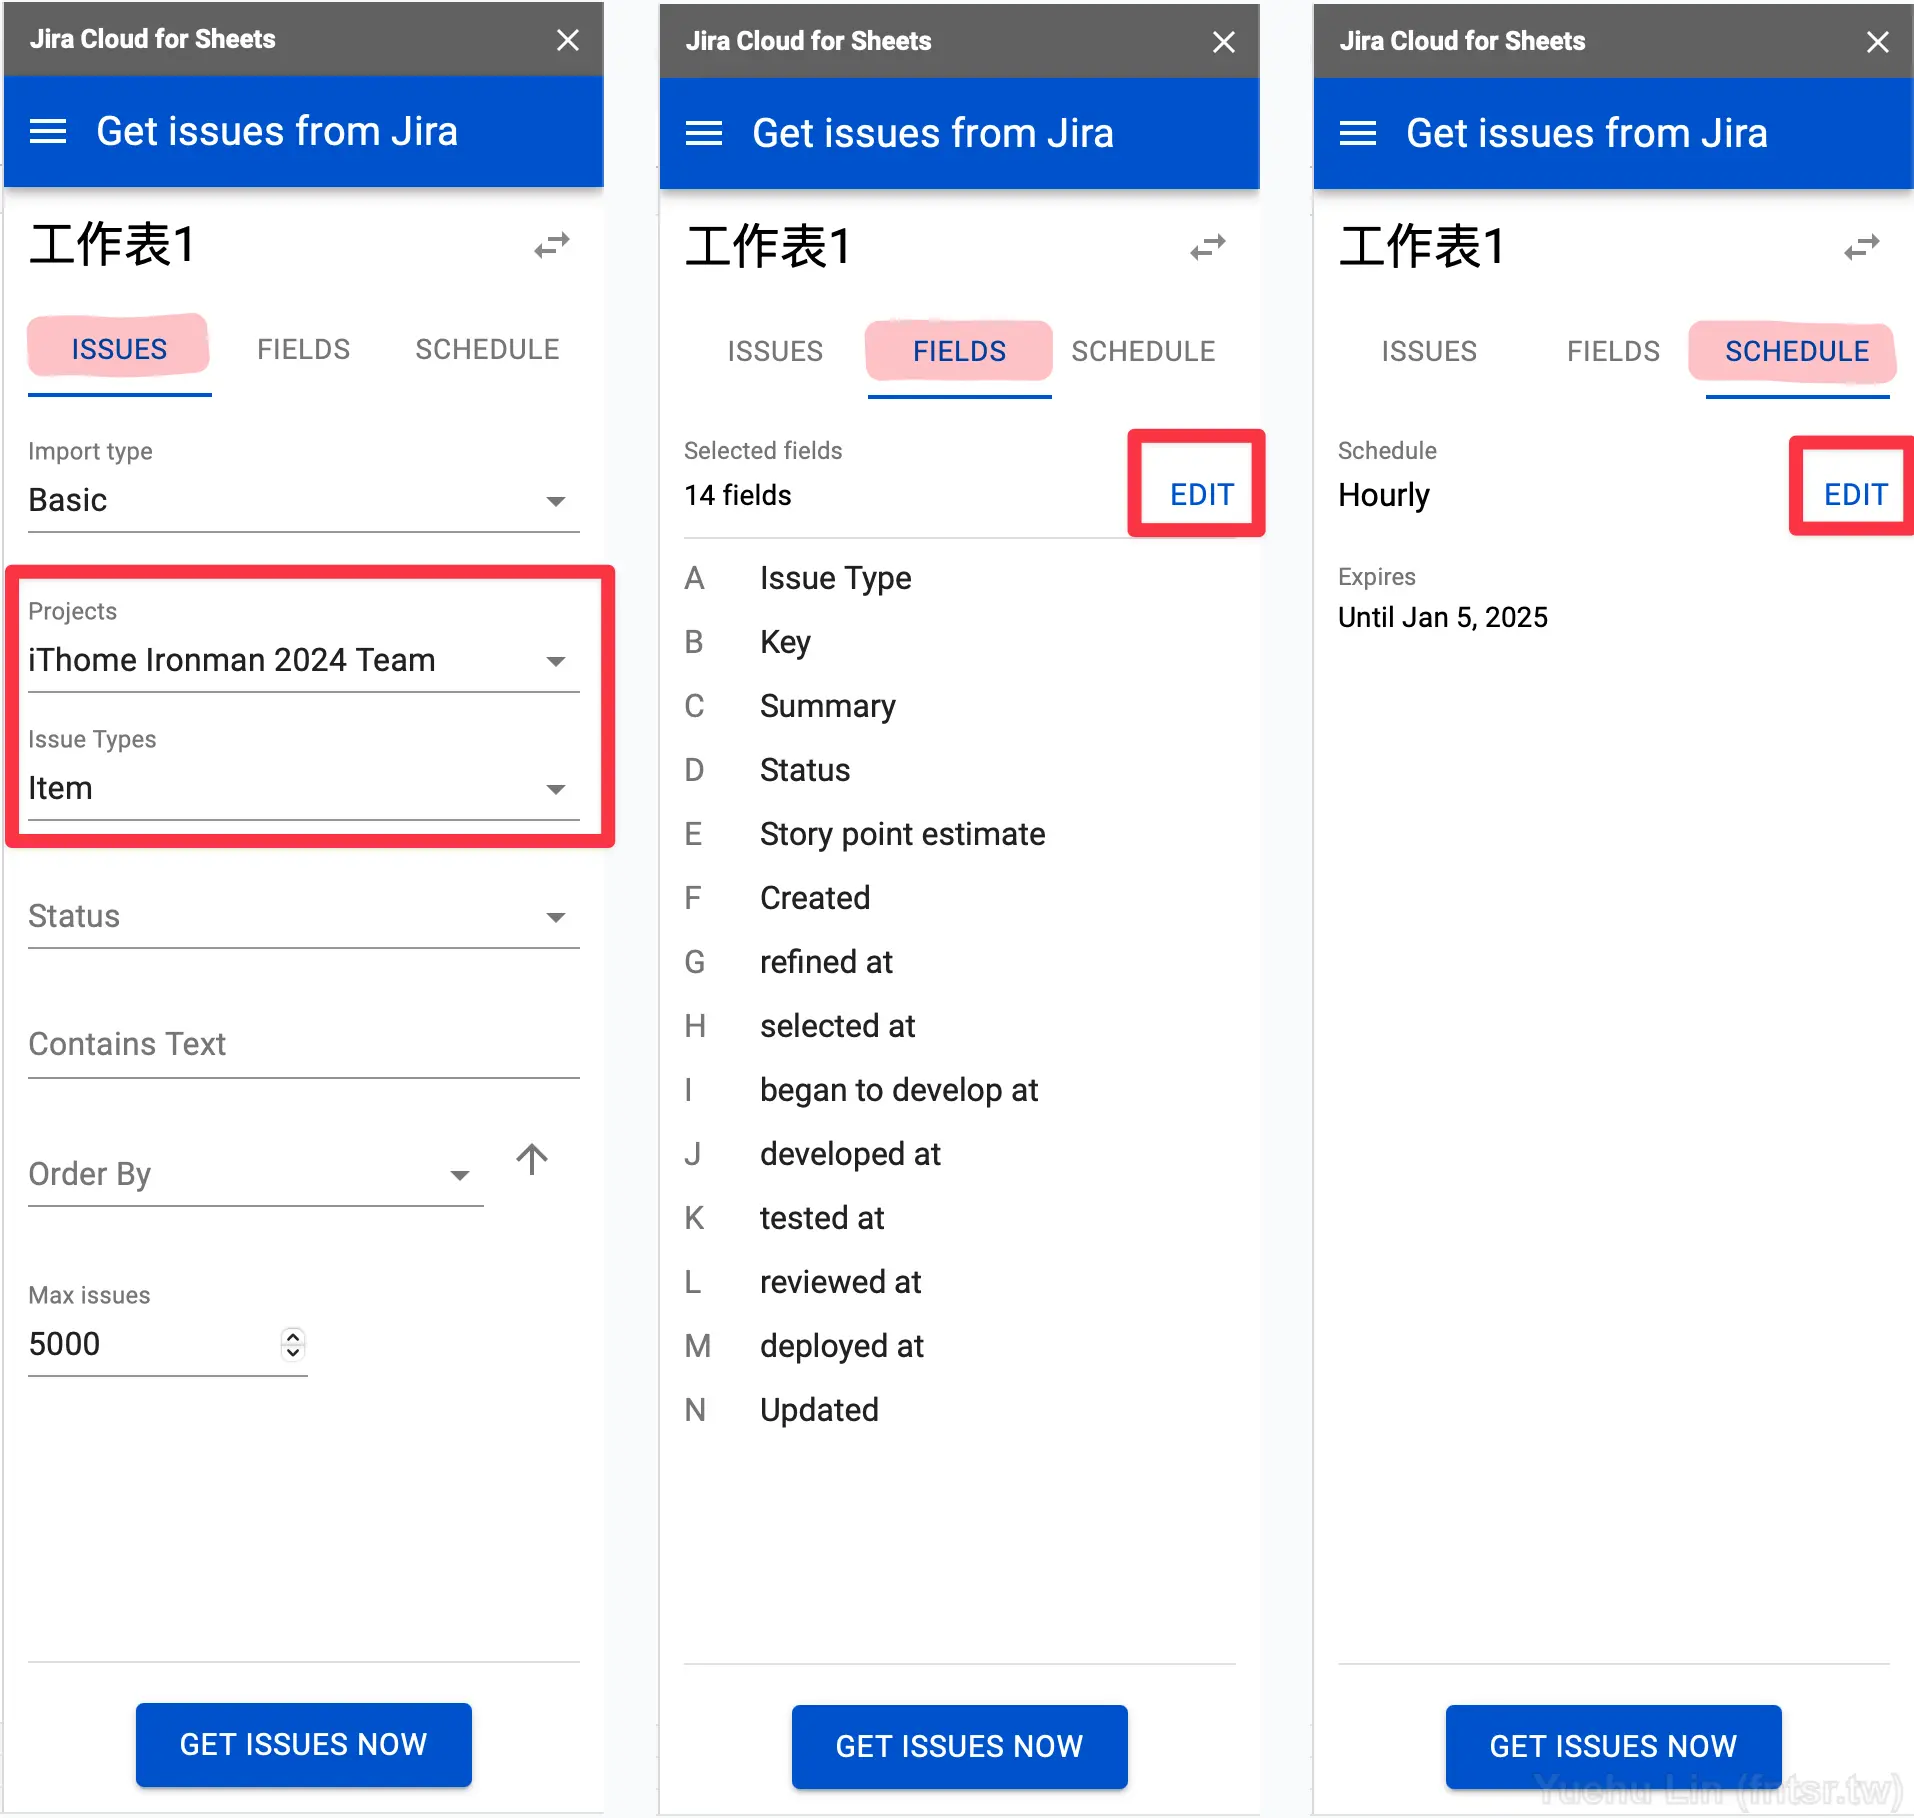 Jira Cloud for Sheets
Get issues from Jira
工作表1
ISSUES FIELDS SCHEDULE
Import type
Basic
Projects
iThome Ironman 2024 Team
Issue Types
Item
Status
Contains Text
Order By
Max issues
5000
GET ISSUES NOW
Jira Cloud for Sheets
Get issues from Jira
工作表1
ISSUES FIELDS SCHEDULE
Selected fields
14 fields
EDIT
A Issue Type
B Key
C Summary
D Status
E Story point estimate
F Created
G refined at
H selected at
I began to develop at
J developed at
K tested at
L reviewed at
M deployed at
N Updated
GET ISSUES NOW
Jira Cloud for Sheets
Get issues from Jira
工作表1
ISSUES FIELDS SCHEDULE
Schedule
Hourly
EDIT
Expires
Until Jan 5, 2025
GET ISSUES NOW
Yuehu Lin (fntsr.tw)